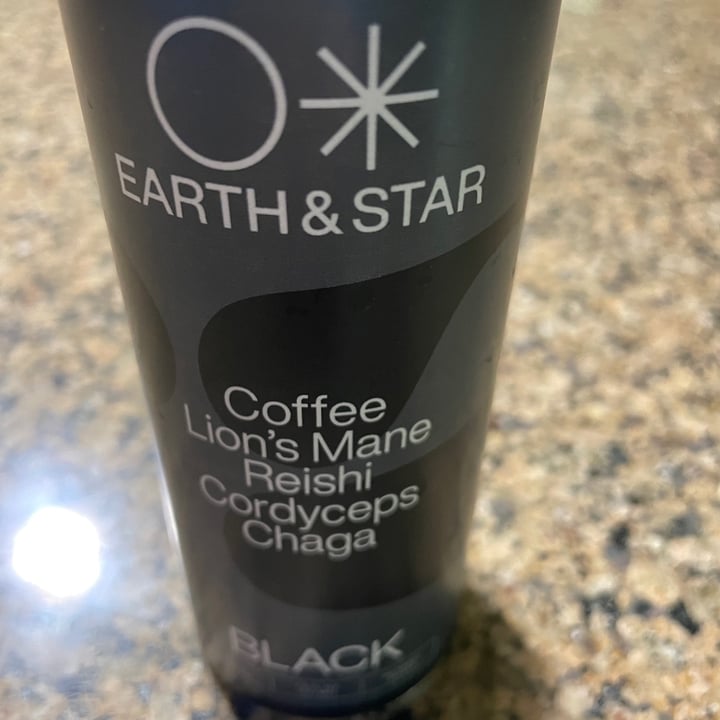 EARTH & STAR
Coffee
Lion's Mane
Reishi
Cordyceps
Chaga
BLACK